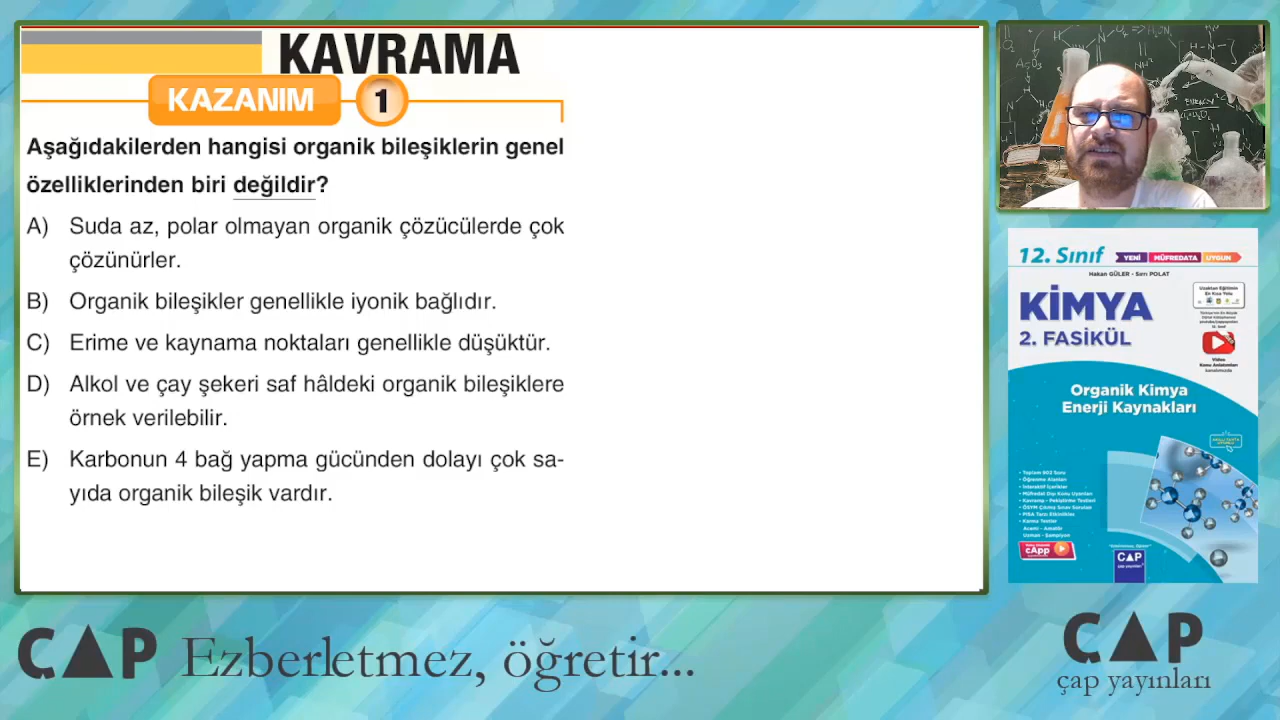 KAVRAMA
KAZANIM 1
Aşağıdakilerden hangisi organik bileşiklerin genel
özelliklerinden biri değildir?
A) Suda az, polar olmayan organik çözücülerde çok
çözünürler.
B) Organik bileşikler genellikle iyonik bağlıdır.
C) Erime ve kaynama noktaları genellikle düşüktür.
D) Alkol ve çay şekeri saf hâldeki organik bileşiklere
örnek verilebilir.
E) Karbonun 4 bağ yapma gücünden dolayı çok sa-
yıda organik bileşik vardır.
12. Sınıf YENİ MÜFREDATA UYGUN
Hakan GÜLER - Sırrı POLAT
KİMYA
2. FASİKÜL
Organik Kimya
Enerji Kaynakları
ÇAP Ezberletmez, öğretir...
ÇAP
çap yayınları